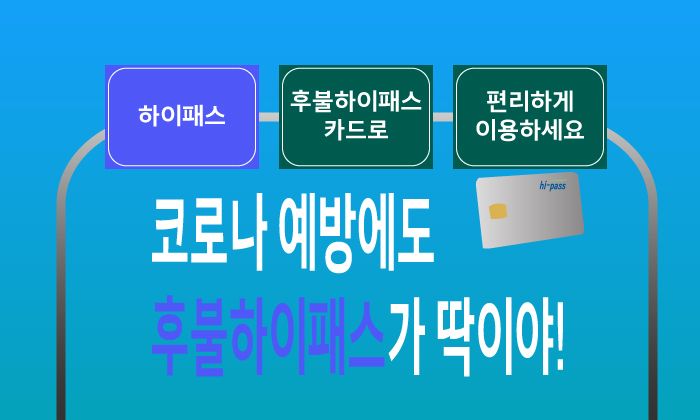 하이패스
후불하이패스
카드로
편리하게
이용하세요
hi-pass
코로나 예방에도
후불하이패스가 딱이야!